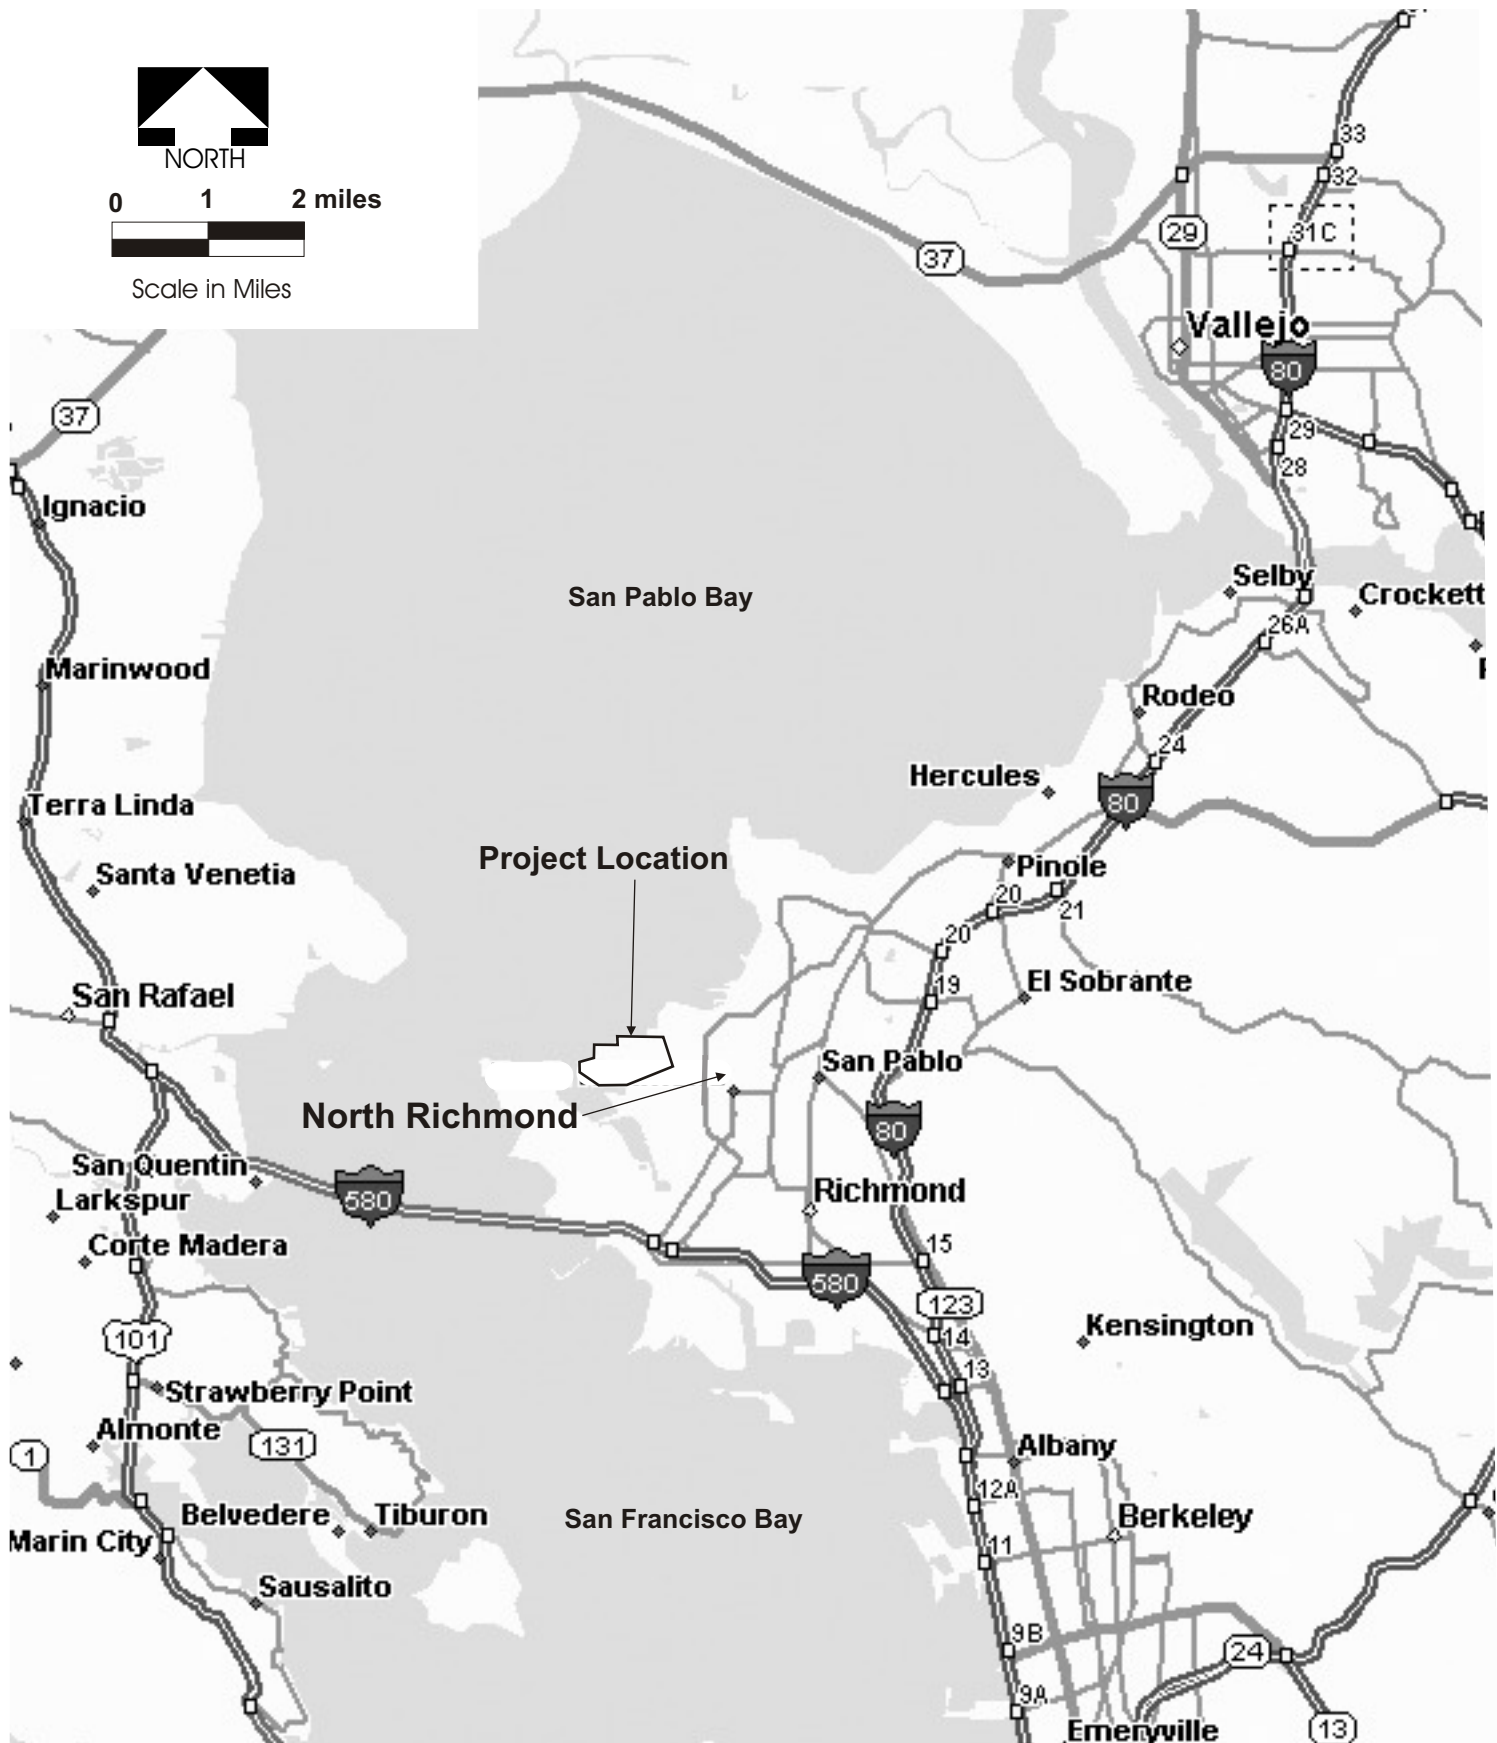 NORTH
0 1 2 miles
Scale in Miles
33
32
29
31C
37
Vallejo
80
37
29
28
Ignacio
Selby
San Pablo Bay
Crockett
26A
Marinwood
Rodeo
24
Hercules
80
Terra Linda
Project Location
Pinole
Santa Venetia
20
21
20
El Sobrante
19
San Rafael
San Pablo
North Richmond
80
San Quentin
580
Richmond
Larkspur
Corte Madera
15
580
123
Kensington
101
14
13
Strawberry Point
Almonte
131
1
Albany
12A
Belvedere
Tiburon
San Francisco Bay
Berkeley
Marin City
11
Sausalito
9B
24
9A
Emeryville
13